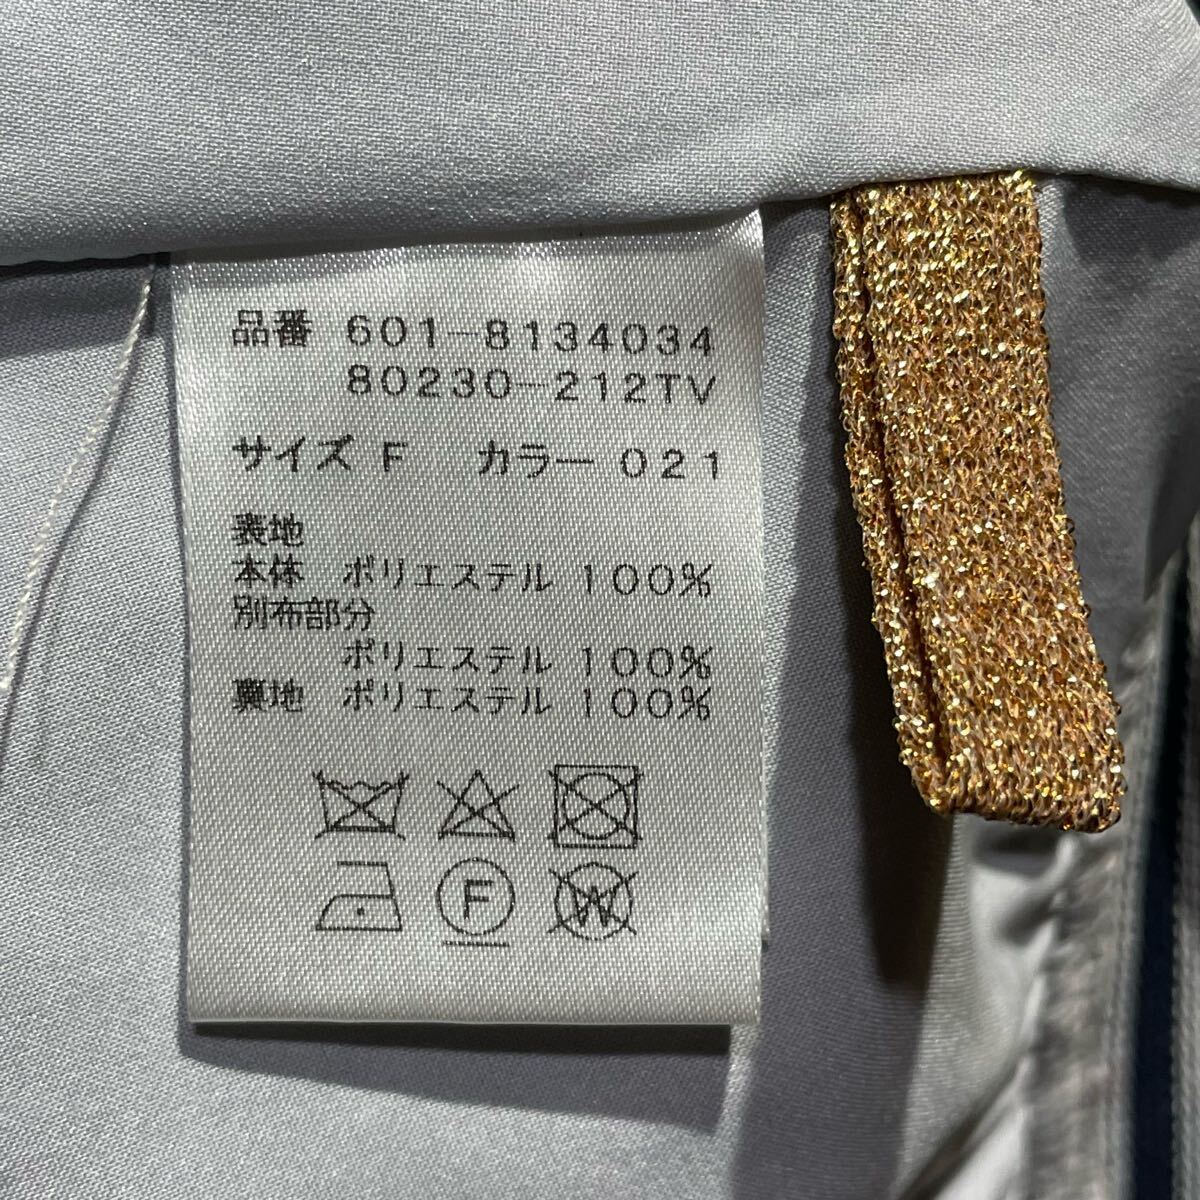 品番 601-8134034
80230-212TV
サイズ F カラー 021
表地
本体 ポリエステル 100%
別布部分
ポリエステル 100%
裏地 ポリエステル 100%
F W